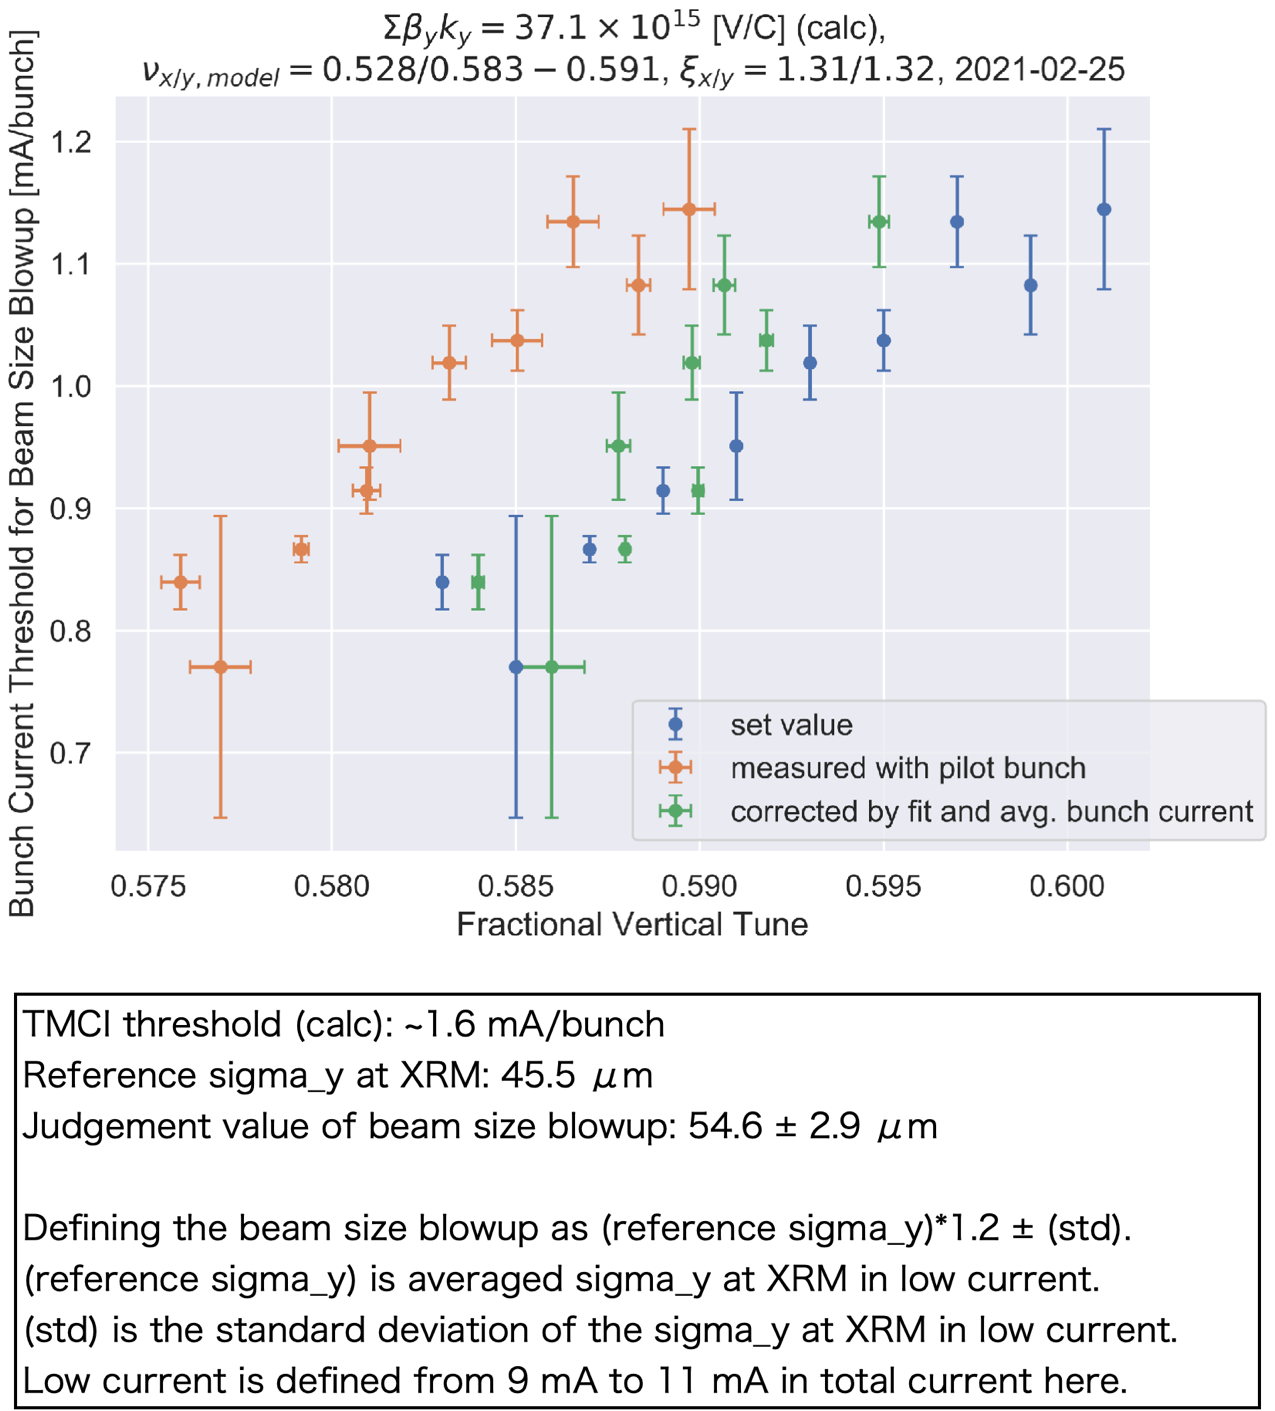 Σβ_y k_y = 37.1 × 10^15 [V/C] (calc),
ν_x/y, model = 0.528/0.583 − 0.591, ξ_x/y = 1.31/1.32, 2021-02-25
Bunch Current Threshold for Beam Size Blowup [mA/bunch]
1.2
1.1
1.0
0.9
0.8
0.7
set value
measured with pilot bunch
corrected by fit and avg. bunch current
0.575 0.580 0.585 0.590 0.595 0.600
Fractional Vertical Tune
TMCI threshold (calc): ~1.6 mA/bunch
Reference sigma_y at XRM: 45.5 μm
Judgement value of beam size blowup: 54.6 ± 2.9 μm
Defining the beam size blowup as (reference sigma_y)*1.2 ± (std).
(reference sigma_y) is averaged sigma_y at XRM in low current.
(std) is the standard deviation of the sigma_y at XRM in low current.
Low current is defined from 9 mA to 11 mA in total current here.